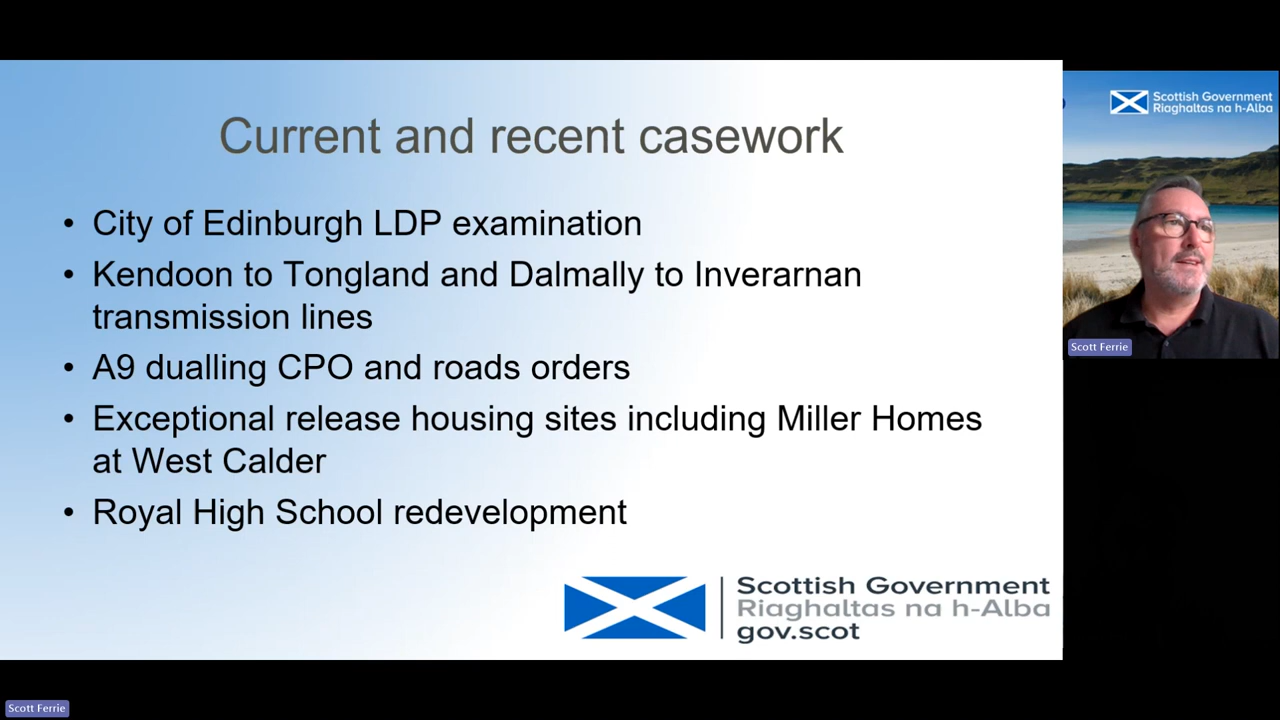 Current and recent casework
• City of Edinburgh LDP examination
• Kendoon to Tongland and Dalmally to Inverarnan
transmission lines
• A9 dualling CPO and roads orders
• Exceptional release housing sites including Miller Homes
at West Calder
• Royal High School redevelopment
Scottish Government
Riaghaltas na h-Alba
gov.scot
Scottish Government
Riaghaltas na h-Alba
Scott Ferrie
Scott Ferrie